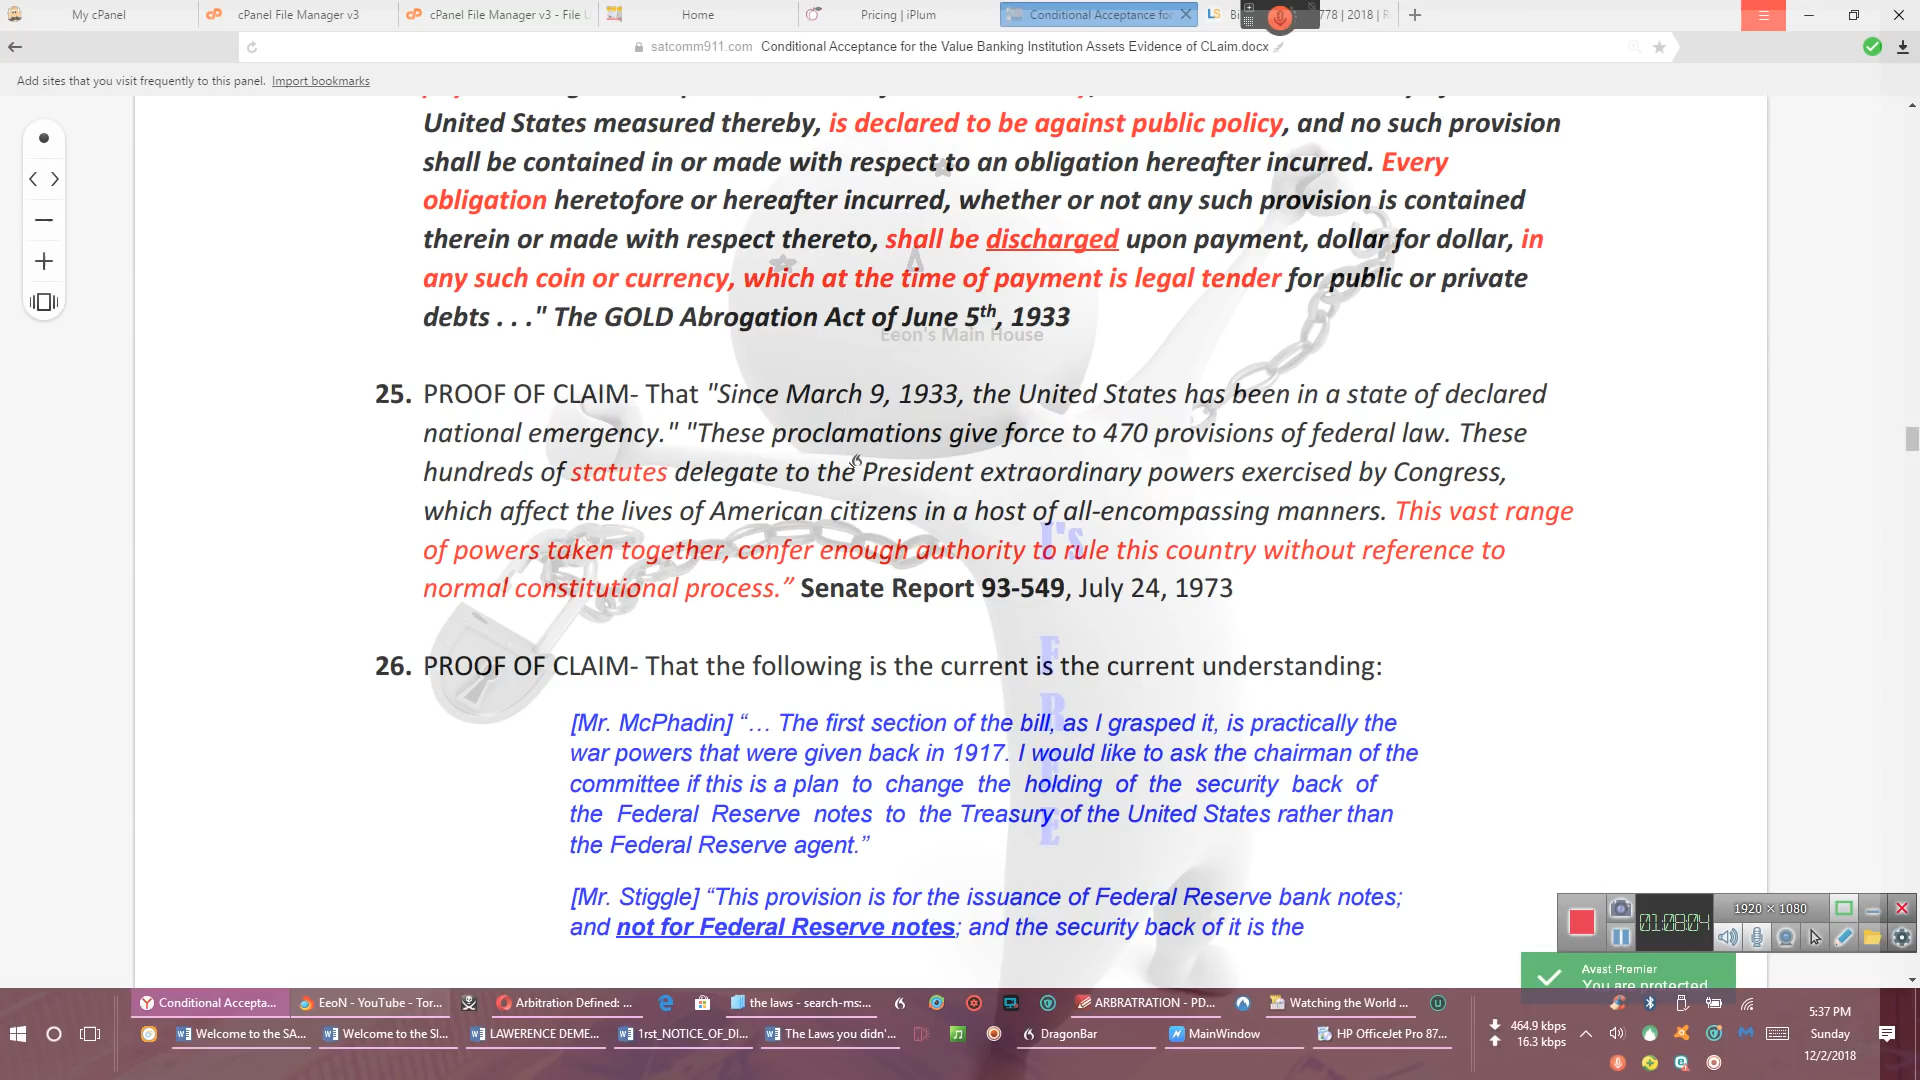 My cPanel
cPanel File Manager v3
cPanel File Manager v3 - File U
Home
Pricing | iPlum
Conditional Acceptance for
778 | 2018 | R
satcomm911.com Conditional Acceptance for the Value Banking Institution Assets Evidence of CLaim.docx
Add sites that you visit frequently to this panel. Import bookmarks
United States measured thereby, is declared to be against public policy, and no such provision
shall be contained in or made with respect to an obligation hereafter incurred. Every
obligation heretofore or hereafter incurred, whether or not any such provision is contained
therein or made with respect thereto, shall be discharged upon payment, dollar for dollar, in
any such coin or currency, which at the time of payment is legal tender for public or private
debts . . ." The GOLD Abrogation Act of June 5th, 1933
Eeon's Main House
25. PROOF OF CLAIM- That "Since March 9, 1933, the United States has been in a state of declared
national emergency." "These proclamations give force to 470 provisions of federal law. These
hundreds of statutes delegate to the President extraordinary powers exercised by Congress,
which affect the lives of American citizens in a host of all-encompassing manners. This vast range
of powers taken together, confer enough authority to rule this country without reference to
normal constitutional process.” Senate Report 93-549, July 24, 1973
26. PROOF OF CLAIM- That the following is the current is the current understanding:
[Mr. McPhadin] “… The first section of the bill, as I grasped it, is practically the
war powers that were given back in 1917. I would like to ask the chairman of the
committee if this is a plan to change the holding of the security back of
the Federal Reserve notes to the Treasury of the United States rather than
the Federal Reserve agent.”
[Mr. Stiggle] “This provision is for the issuance of Federal Reserve bank notes;
and not for Federal Reserve notes; and the security back of it is the
1920 × 1080
01:08:04
Avast Premier
You are protected
Conditional Accepta...
EeoN - YouTube - Tor...
Arbitration Defined: ...
the laws - search-ms:...
ARBRATRATION - PD...
Watching the World ...
Welcome to the SA...
Welcome to the SI...
LAWERENCE DEME...
1rst_NOTICE_OF_DI...
The Laws you didn'...
DragonBar
MainWindow
HP OfficeJet Pro 87...
464.9 kbps
16.3 kbps
5:37 PM
Sunday
12/2/2018